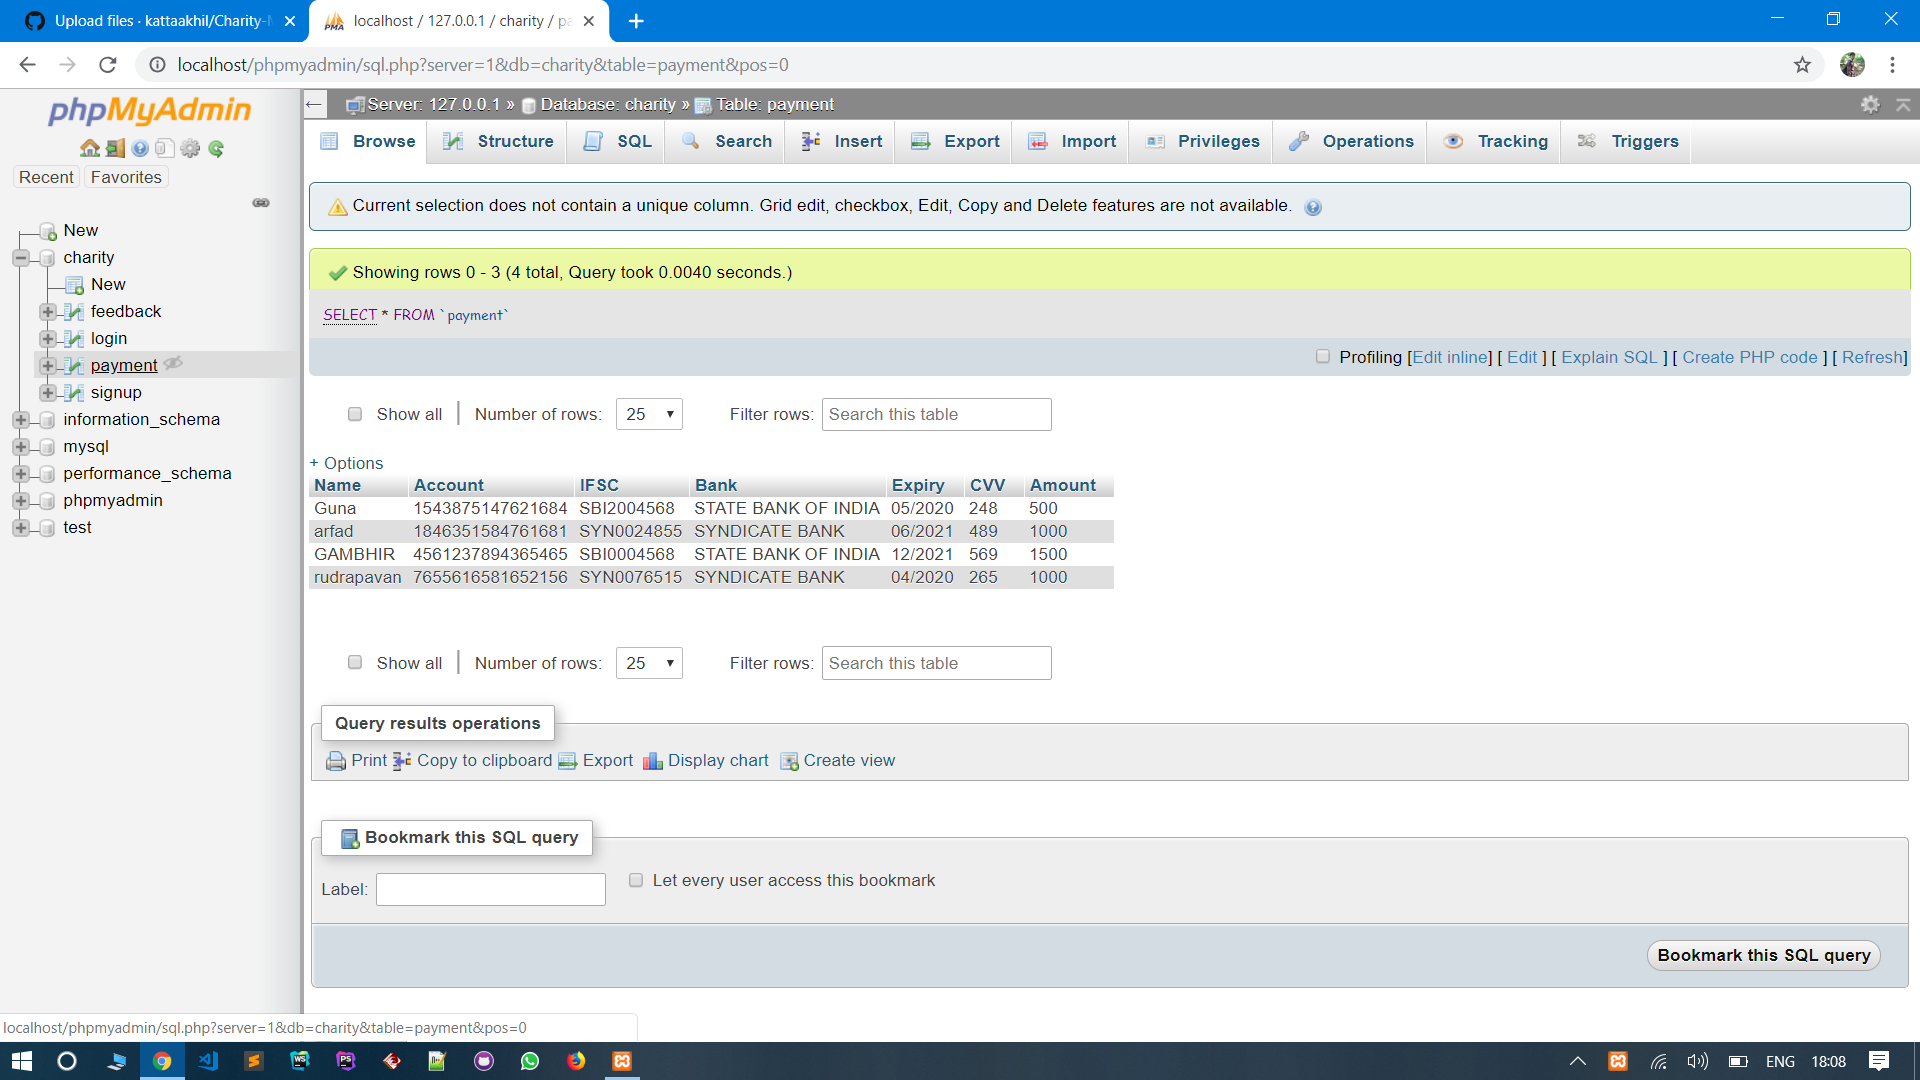 Upload files · kattaakhil/Charity-
localhost / 127.0.0.1 / charity / pa
localhost/phpmyadmin/sql.php?server=1&db=charity&table=payment&pos=0
phpMyAdmin
Recent Favorites
New
charity
New
feedback
login
payment
signup
information_schema
mysql
performance_schema
phpmyadmin
test
Server: 127.0.0.1 » Database: charity » Table: payment
Browse Structure SQL Search Insert Export Import Privileges Operations Tracking Triggers
Current selection does not contain a unique column. Grid edit, checkbox, Edit, Copy and Delete features are not available.
Showing rows 0 - 3 (4 total, Query took 0.0040 seconds.)
SELECT * FROM `payment`
Profiling [Edit inline] [ Edit ] [ Explain SQL ] [ Create PHP code ] [ Refresh]
Show all | Number of rows: 25 Filter rows: Search this table
+ Options
Name Account IFSC Bank Expiry CVV Amount
Guna 1543875147621684 SBI2004568 STATE BANK OF INDIA 05/2020 248 500
arfad 1846351584761681 SYN0024855 SYNDICATE BANK 06/2021 489 1000
GAMBHIR 4561237894365465 SBI0004568 STATE BANK OF INDIA 12/2021 569 1500
rudrapavan 7655616581652156 SYN0076515 SYNDICATE BANK 04/2020 265 1000
Show all | Number of rows: 25 Filter rows: Search this table
Query results operations
Print Copy to clipboard Export Display chart Create view
Bookmark this SQL query
Label: Let every user access this bookmark
Bookmark this SQL query
localhost/phpmyadmin/sql.php?server=1&db=charity&table=payment&pos=0
ENG 18:08